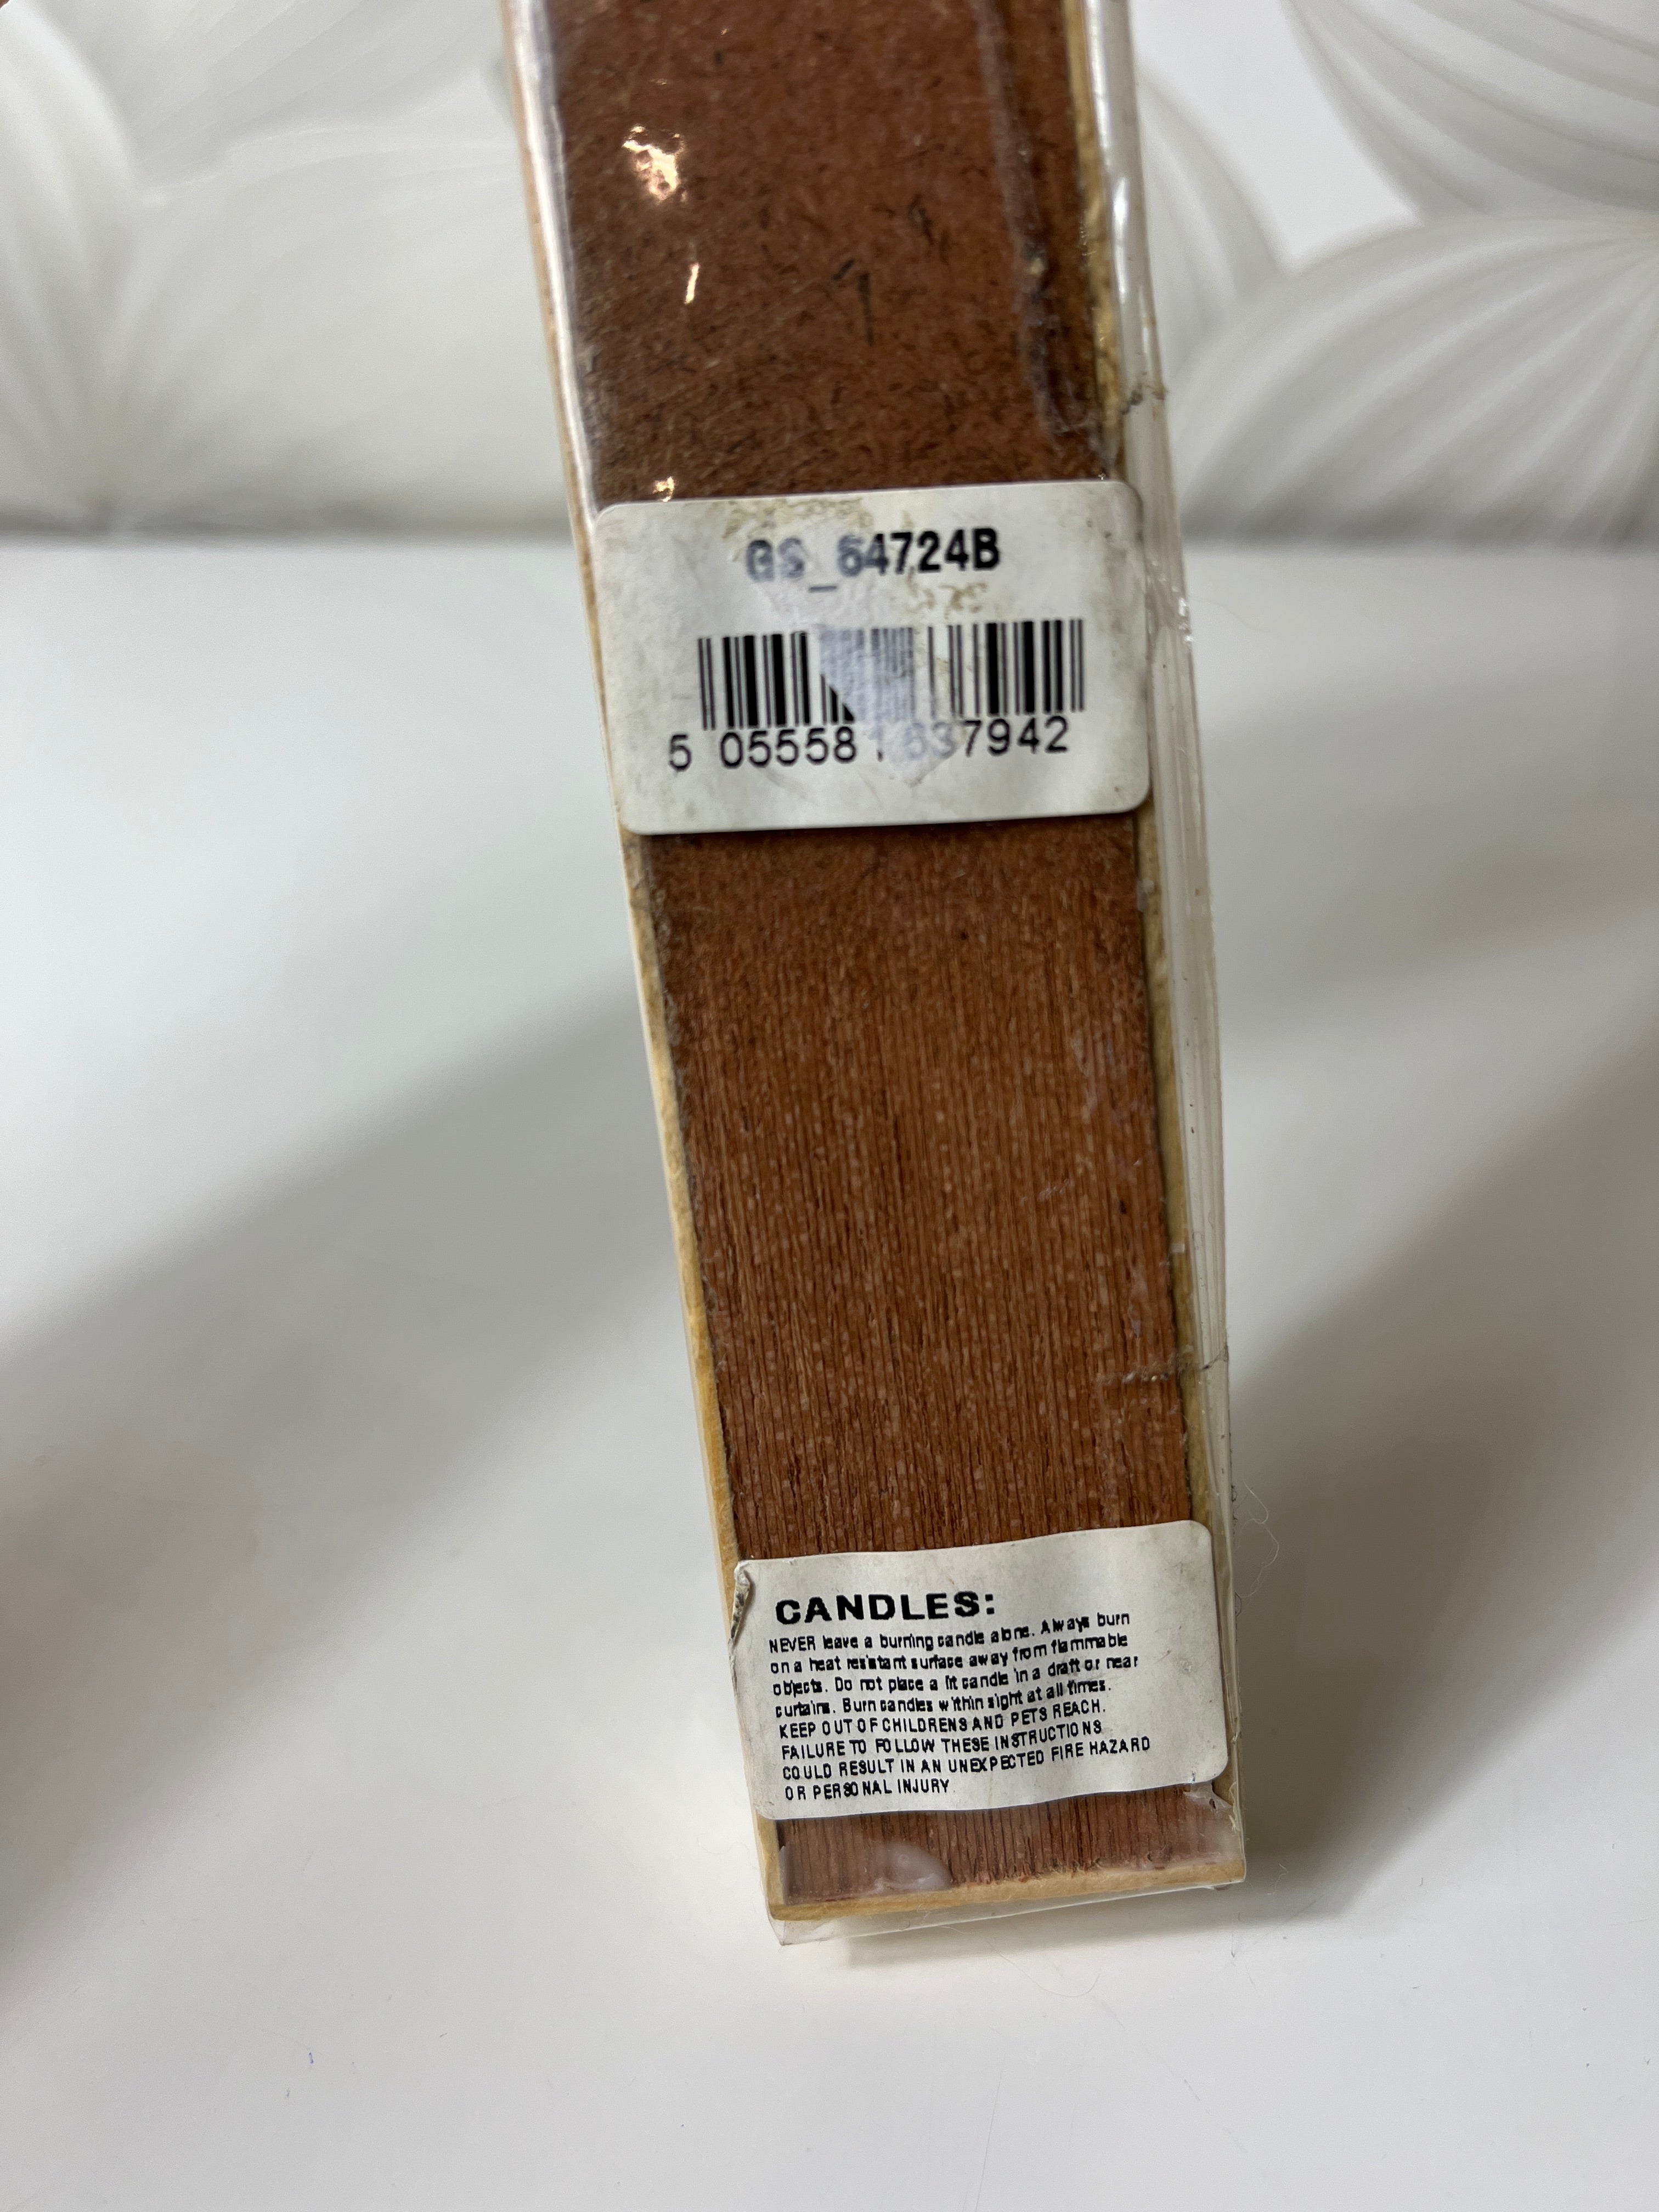 GS_64724B
5 055581 637942
CANDLES:
NEVER leave a burning candle alone. Always burn
on a heat resistant surface away from flammable
objects. Do not place a lit candle in a draft or near
curtains. Burn candles within sight at all times.
KEEP OUT OF CHILDRENS AND PETS REACH.
FAILURE TO FOLLOW THESE INSTRUCTIONS
COULD RESULT IN AN UNEXPECTED FIRE HAZARD
OR PERSONAL INJURY